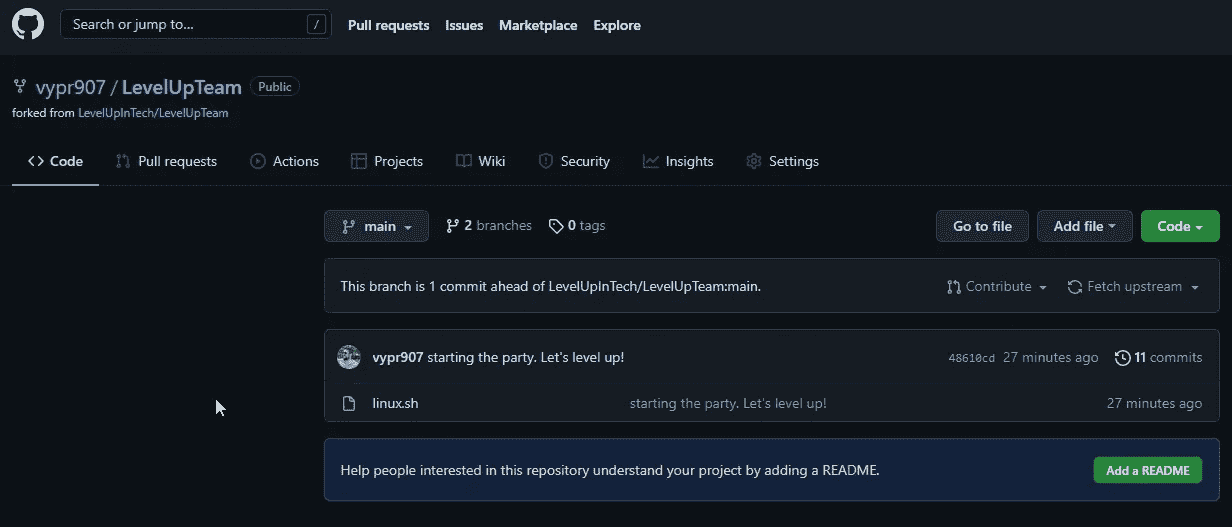 Search or jump to... /
Pull requests Issues Marketplace Explore
vypr907 / LevelUpTeam Public
forked from LevelUpInTech/LevelUpTeam
Code Pull requests Actions Projects Wiki Security Insights Settings
main 2 branches 0 tags Go to file Add file Code
This branch is 1 commit ahead of LevelUpInTech/LevelUpTeam:main. Contribute Fetch upstream
vypr907 starting the party. Let's level up! 48610cd 27 minutes ago 11 commits
linux.sh starting the party. Let's level up! 27 minutes ago
Help people interested in this repository understand your project by adding a README. Add a README